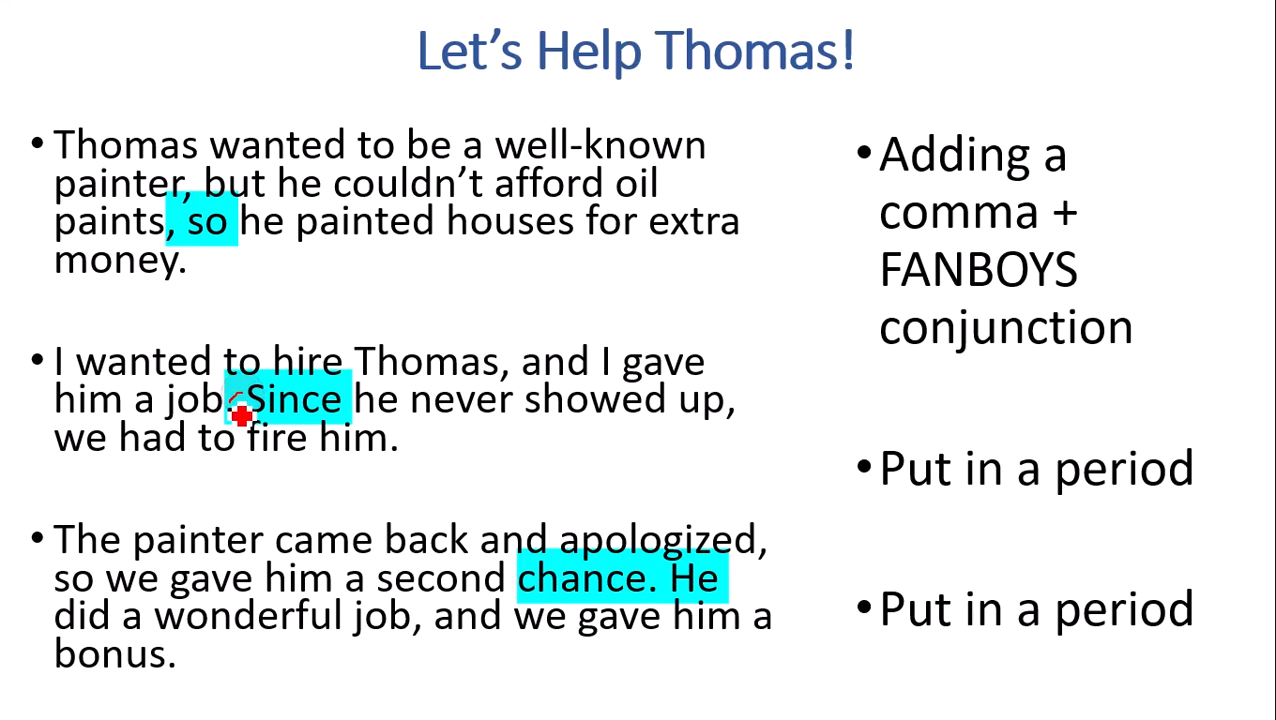 Let’s Help Thomas!
• Thomas wanted to be a well-known
painter, but he couldn’t afford oil
paints, so he painted houses for extra
money.
• I wanted to hire Thomas, and I gave
him a job. Since he never showed up,
we had to fire him.
• The painter came back and apologized,
so we gave him a second chance. He
did a wonderful job, and we gave him a
bonus.
• Adding a
comma +
FANBOYS
conjunction
• Put in a period
• Put in a period